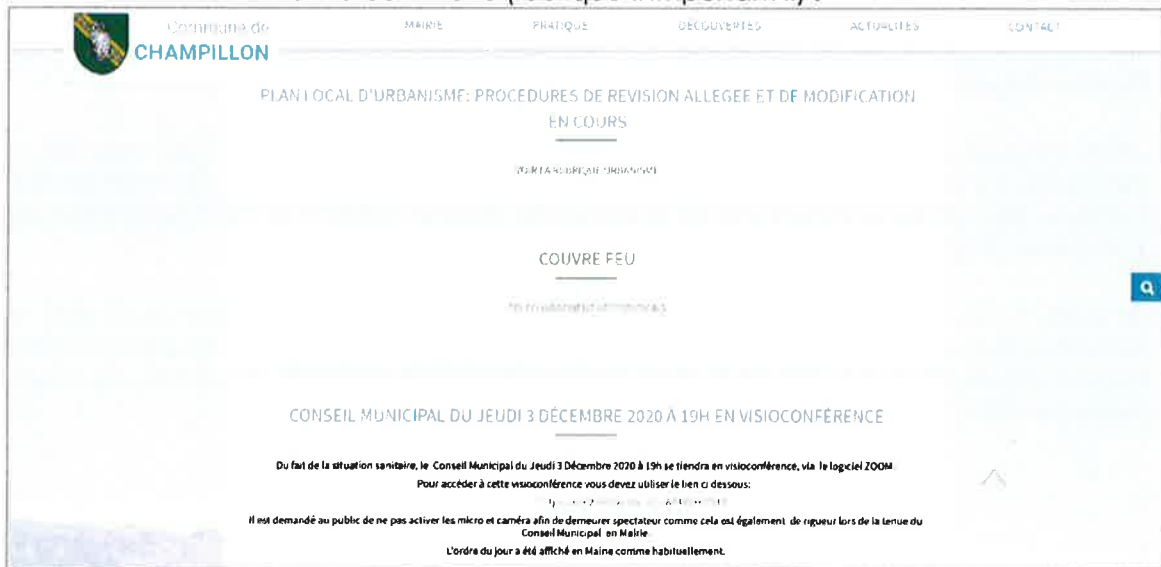 Commune de
CHAMPILLON
MAIRIE PRATIQUE DÉCOUVERTES ACTUALITÉS CONTACT
PLAN LOCAL D'URBANISME: PROCEDURES DE REVISION ALLEGEE ET DE MODIFICATION
EN COURS
VOIR LA RUBRIQUE URBANISME
COUVRE FEU
CONSEIL MUNICIPAL DU JEUDI 3 DÉCEMBRE 2020 À 19H EN VISIOCONFÉRENCE
Du fait de la situation sanitaire, le Conseil Municipal du Jeudi 3 Décembre 2020 à 19h se tiendra en visioconférence, via le logiciel ZOOM.
Pour accéder à cette visioconférence vous devez utiliser le lien ci dessous:
Il est demandé au public de ne pas activer les micro et caméra afin de demeurer spectateur comme cela est également de rigueur lors de la tenue du
Conseil Municipal en Mairie.
L'ordre du jour a été affiché en Mairie comme habituellement.